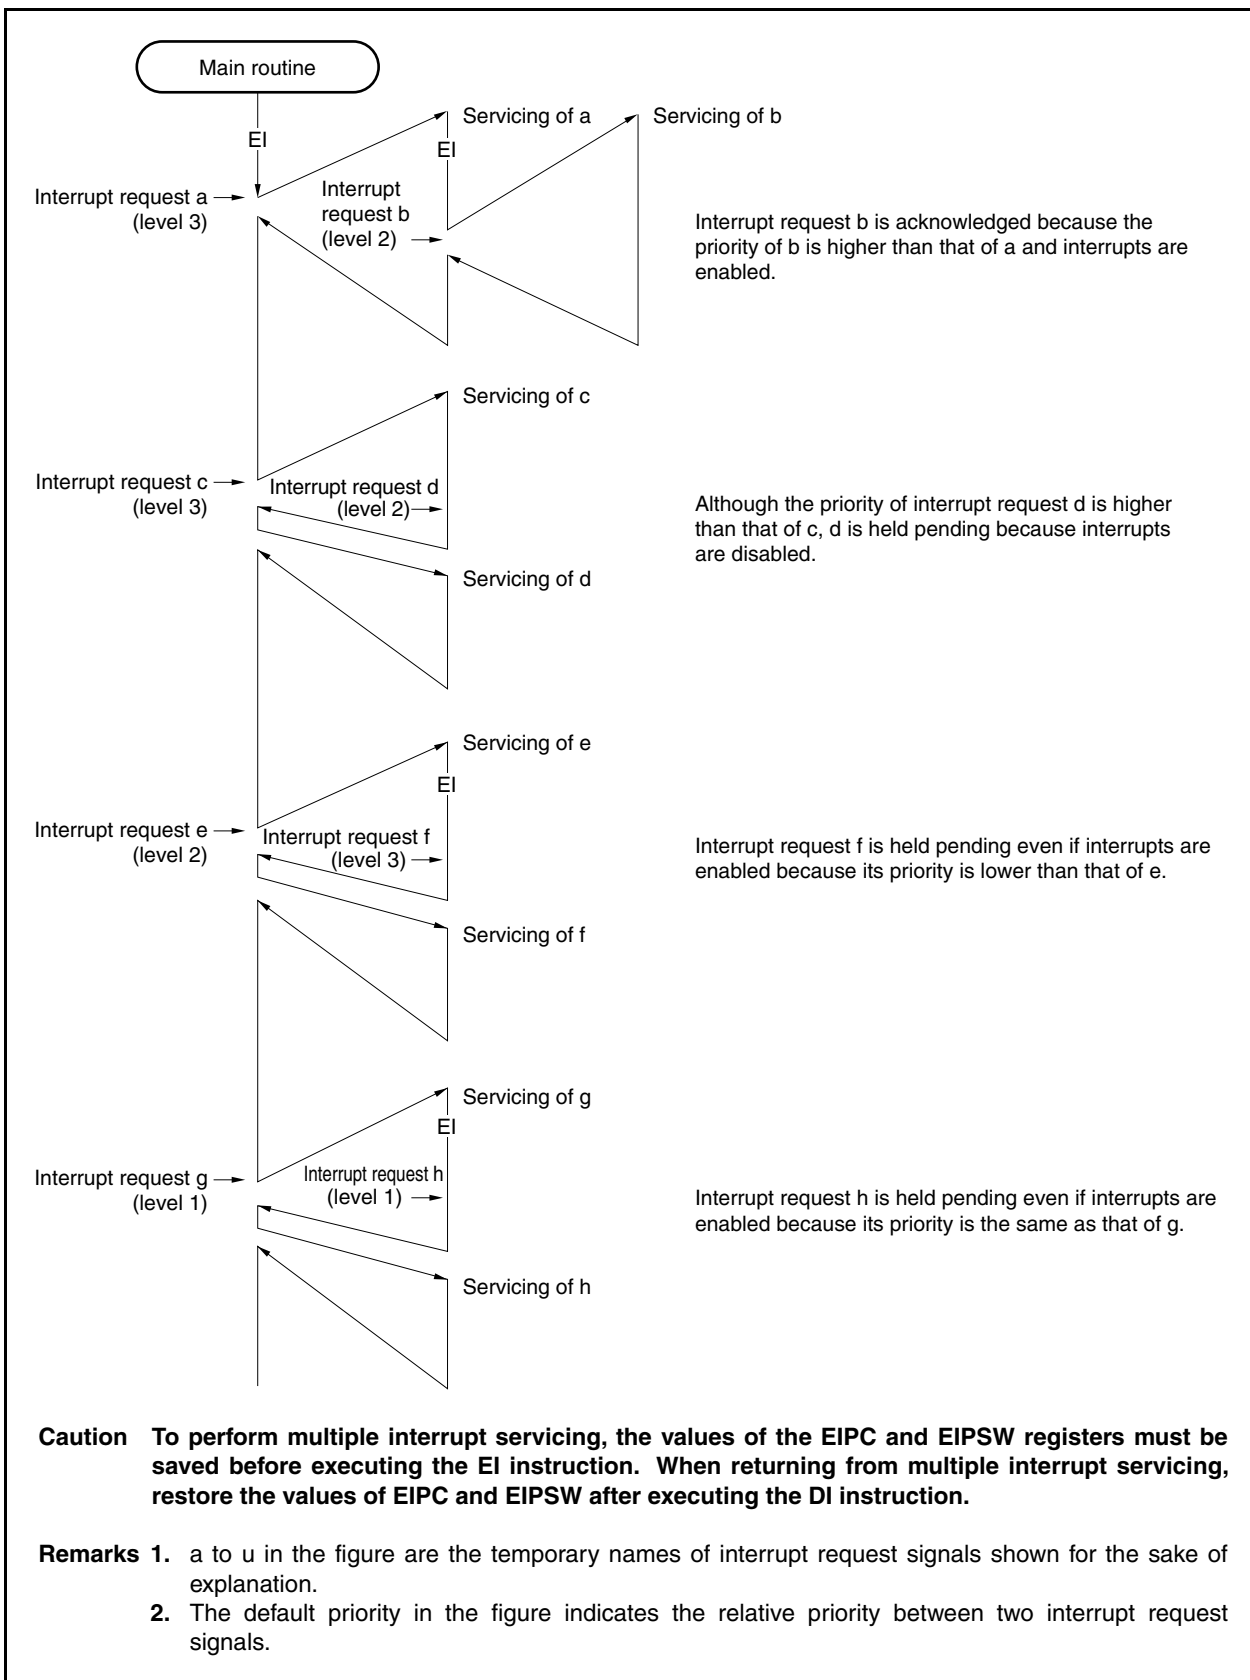 Main routine
EI
Servicing of a
Servicing of b
EI
Interrupt request a
(level 3)
Interrupt
request b
(level 2)
Interrupt request b is acknowledged because the
priority of b is higher than that of a and interrupts are
enabled.
Servicing of c
Interrupt request c
(level 3)
Interrupt request d
(level 2)
Although the priority of interrupt request d is higher
than that of c, d is held pending because interrupts
are disabled.
Servicing of d
Servicing of e
EI
Interrupt request e
(level 2)
Interrupt request f
(level 3)
Interrupt request f is held pending even if interrupts are
enabled because its priority is lower than that of e.
Servicing of f
Servicing of g
EI
Interrupt request g
(level 1)
Interrupt request h
(level 1)
Interrupt request h is held pending even if interrupts are
enabled because its priority is the same as that of g.
Servicing of h
Caution To perform multiple interrupt servicing, the values of the EIPC and EIPSW registers must be
saved before executing the EI instruction. When returning from multiple interrupt servicing,
restore the values of EIPC and EIPSW after executing the DI instruction.
Remarks 1. a to u in the figure are the temporary names of interrupt request signals shown for the sake of
explanation.
2. The default priority in the figure indicates the relative priority between two interrupt request
signals.